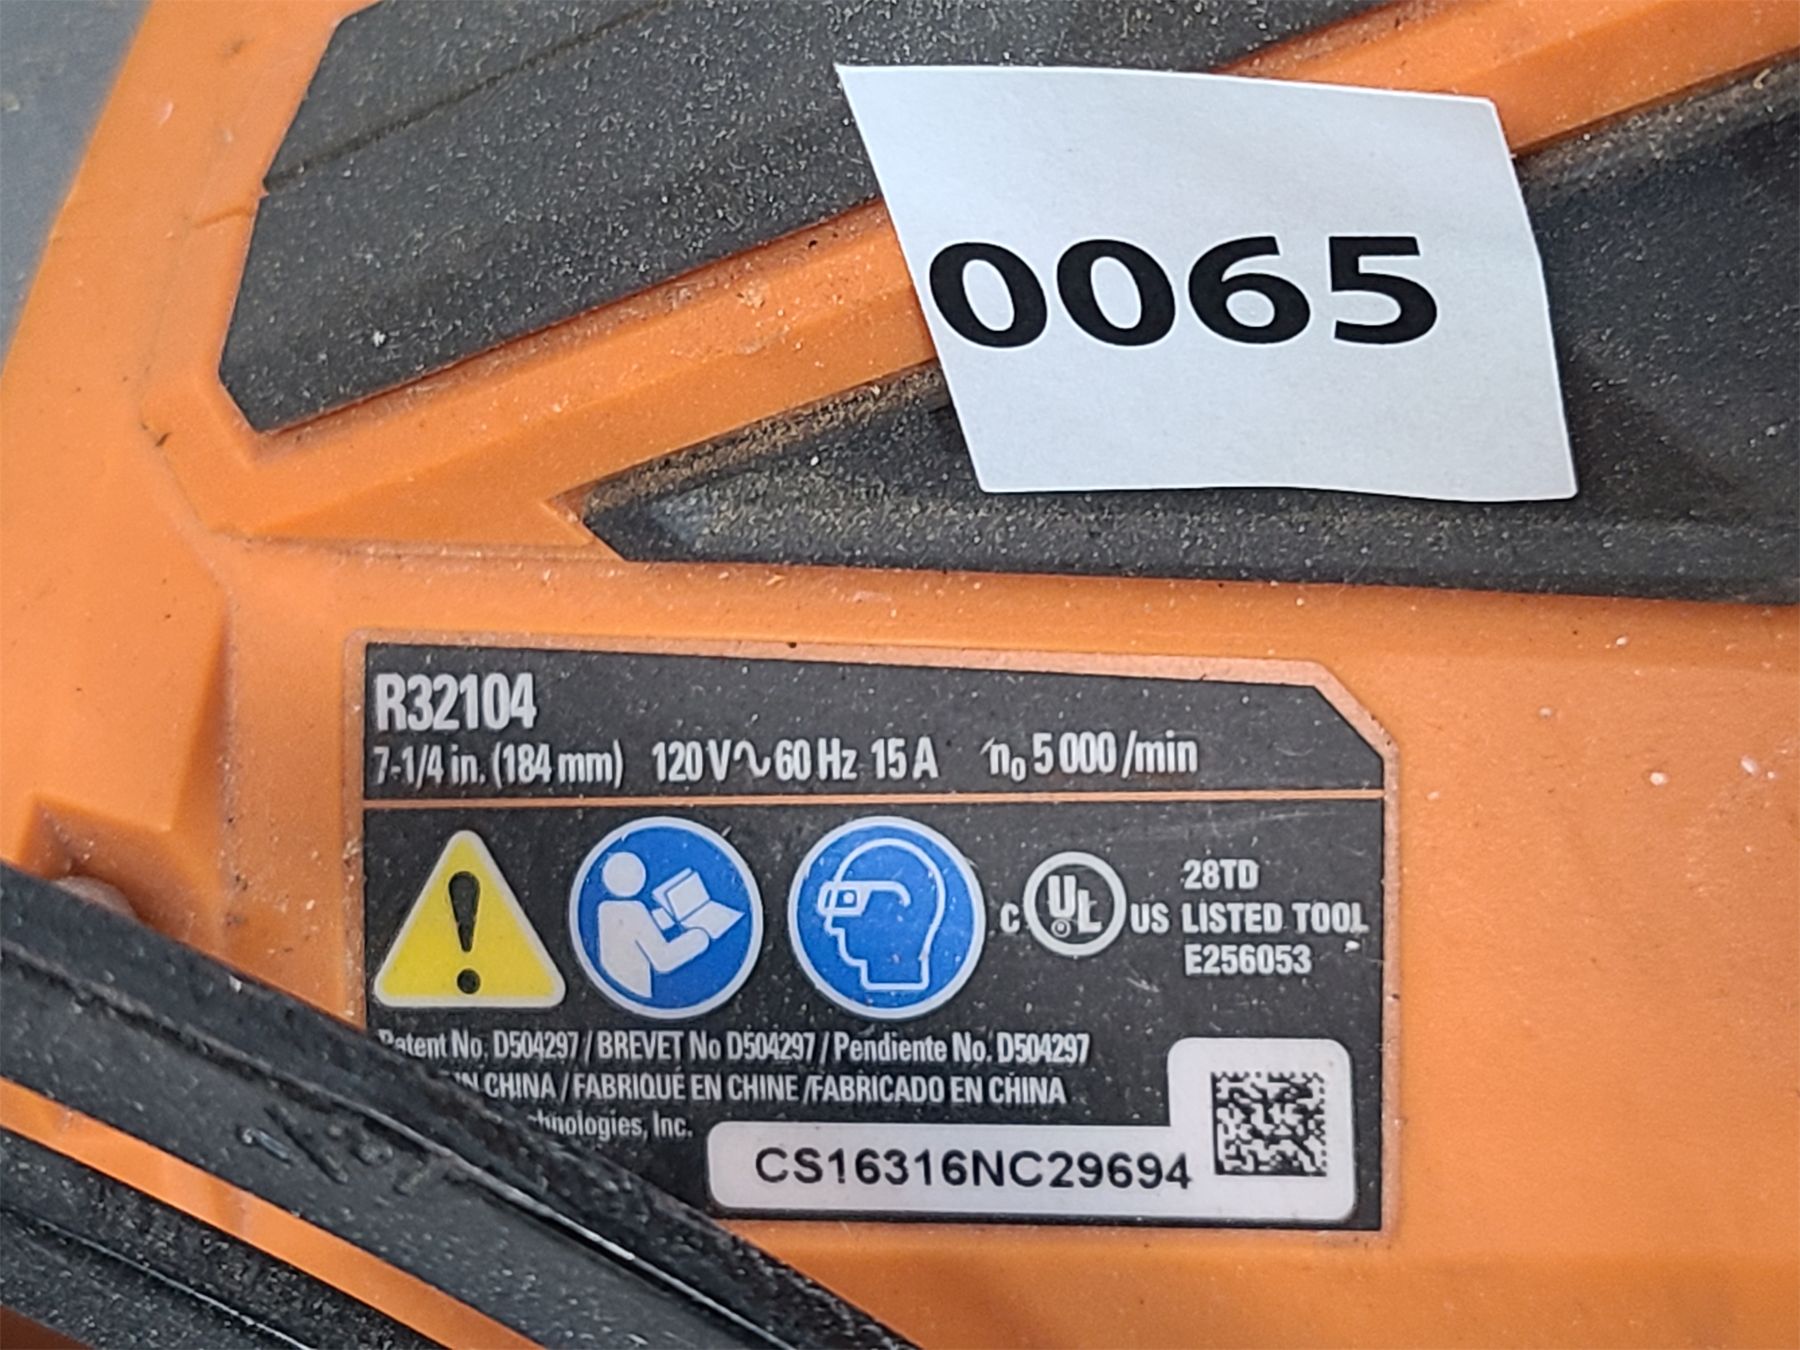 0065
R32104
7-1/4 in. (184 mm) 120 V∿60 Hz 15 A n₀ 5 000 /min
C UL US
28TD
LISTED TOOL
E256053
Patent No. D504297 / BREVET No D504297 / Pendiente No. D504297
CHINA / FABRIQUÉ EN CHINE / FABRICADO EN CHINA
Inc.
CS16316NC29694